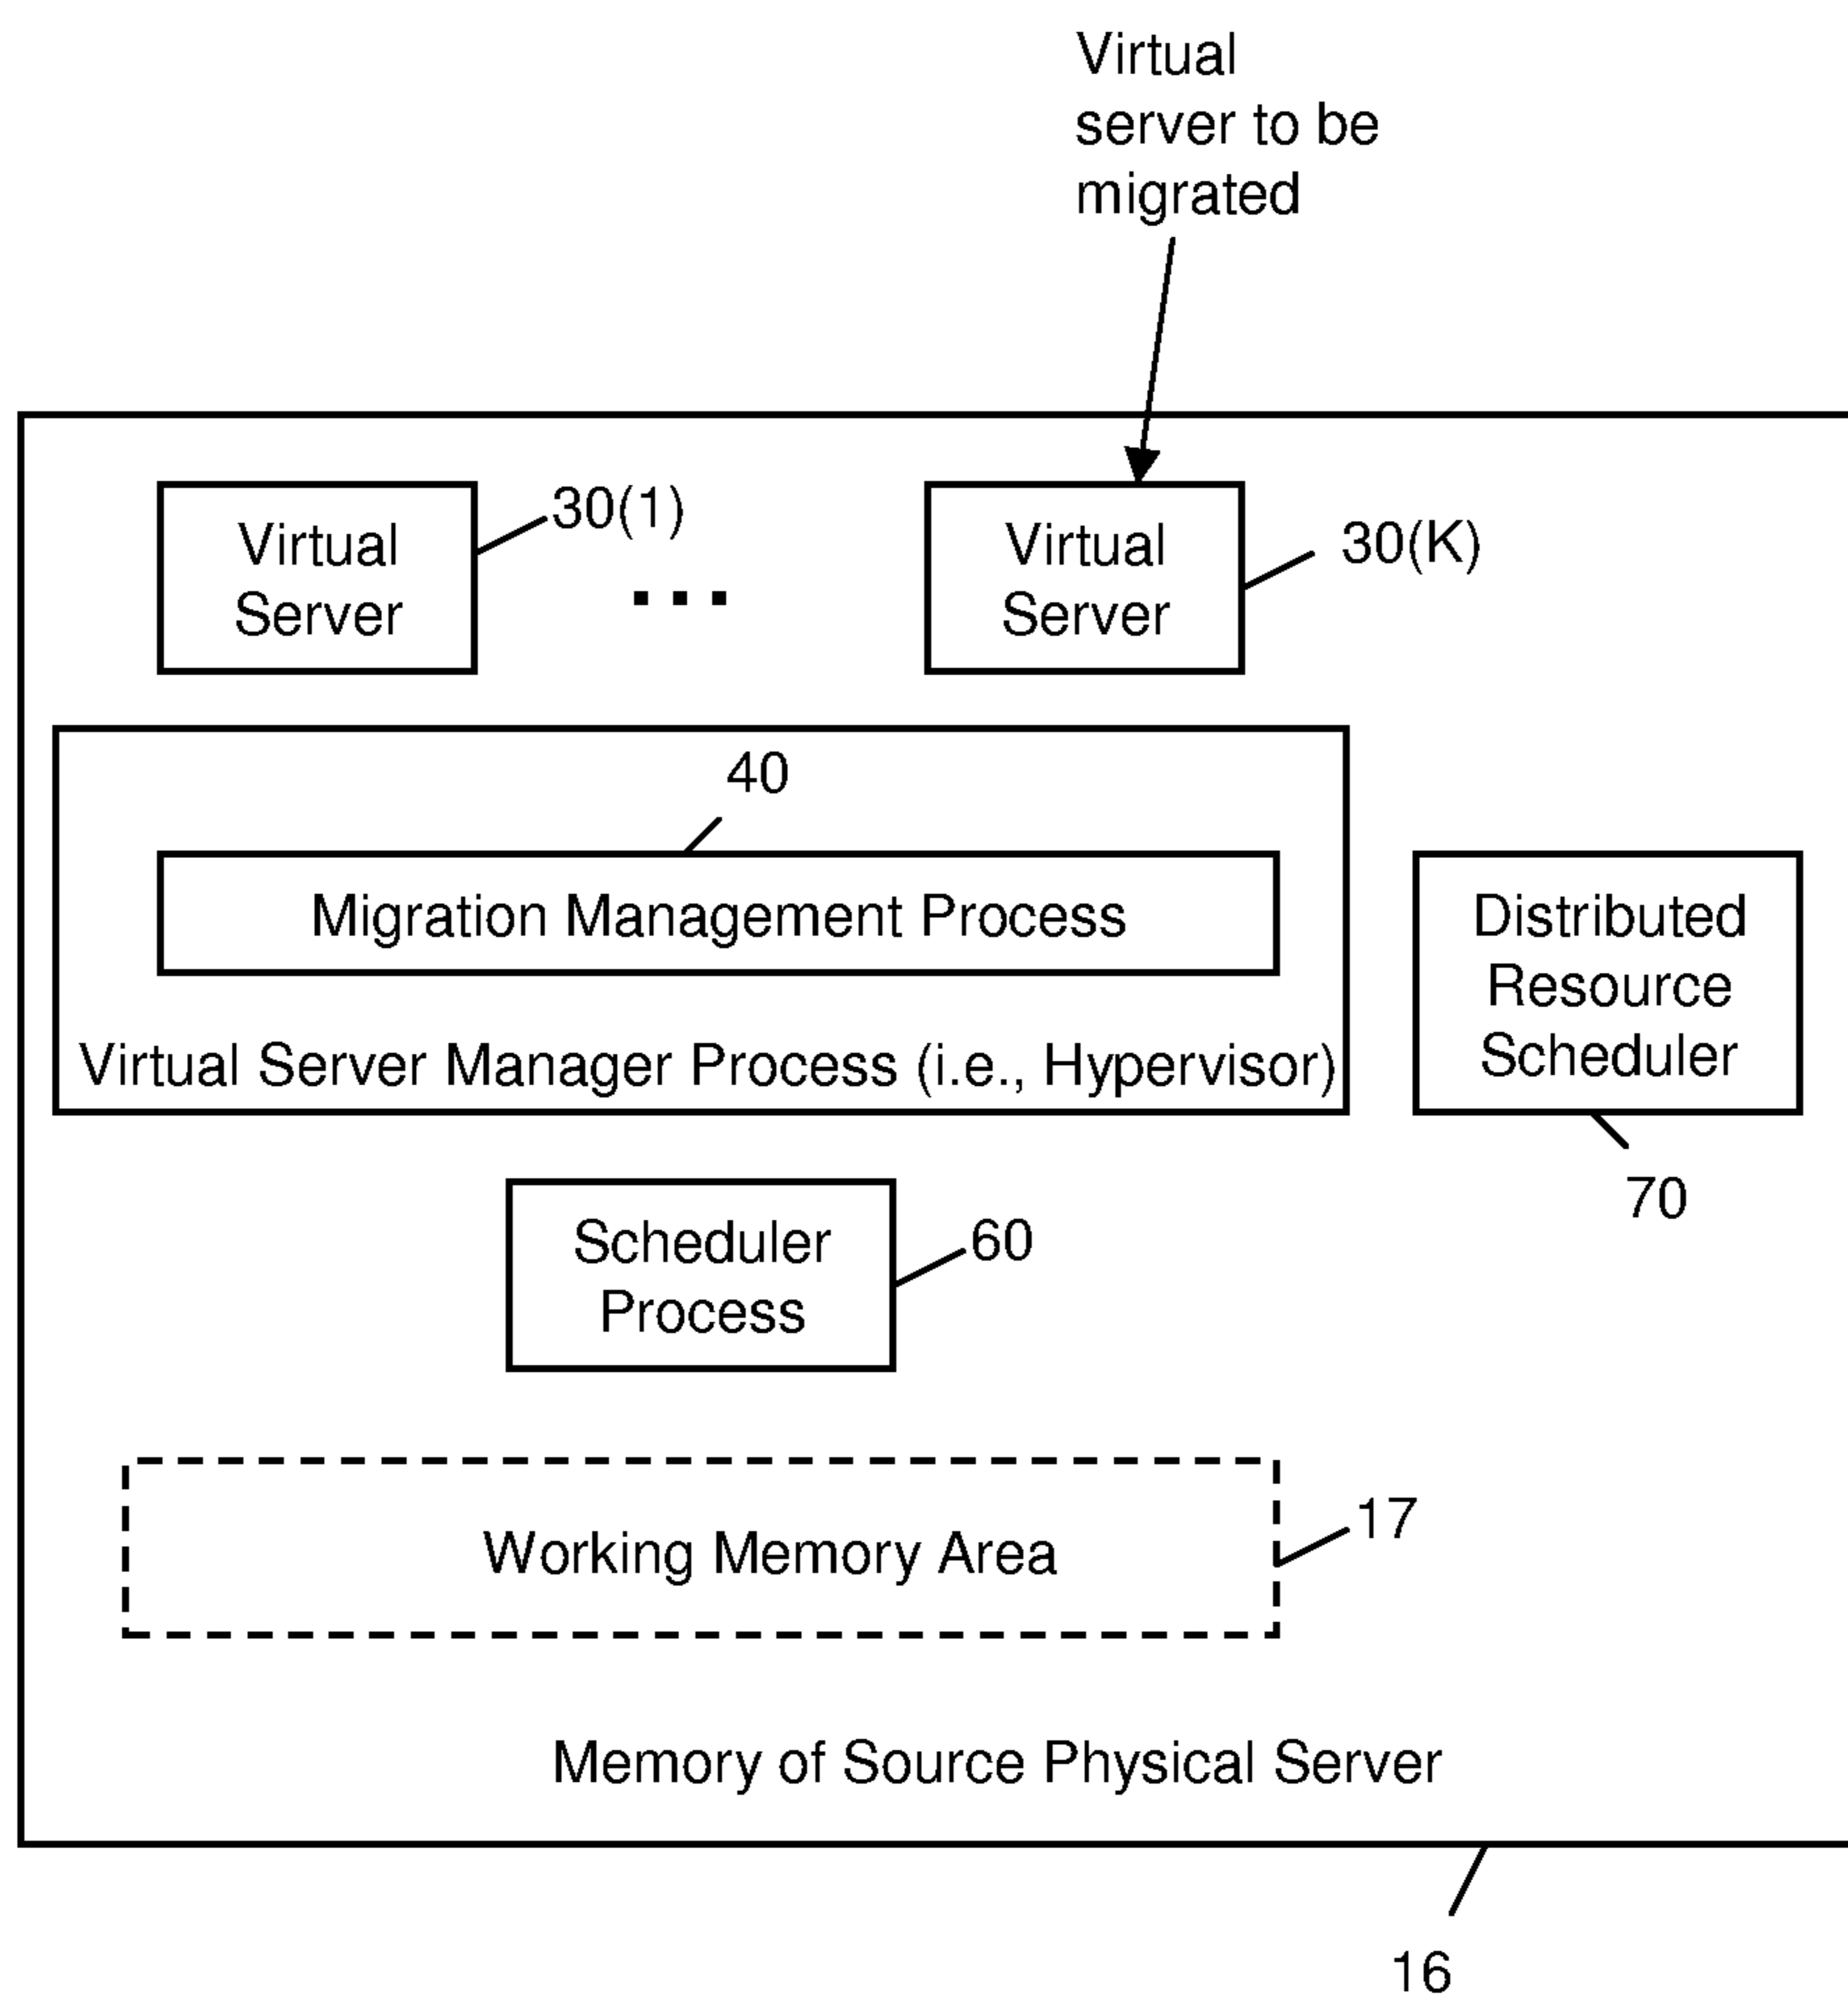 Virtual
server to be
migrated
30(1)
Virtual
Server
...
Virtual
Server
30(K)
40
Migration Management Process
Virtual Server Manager Process (i.e., Hypervisor)
Distributed
Resource
Scheduler
70
Scheduler
Process
60
Working Memory Area
17
Memory of Source Physical Server
16